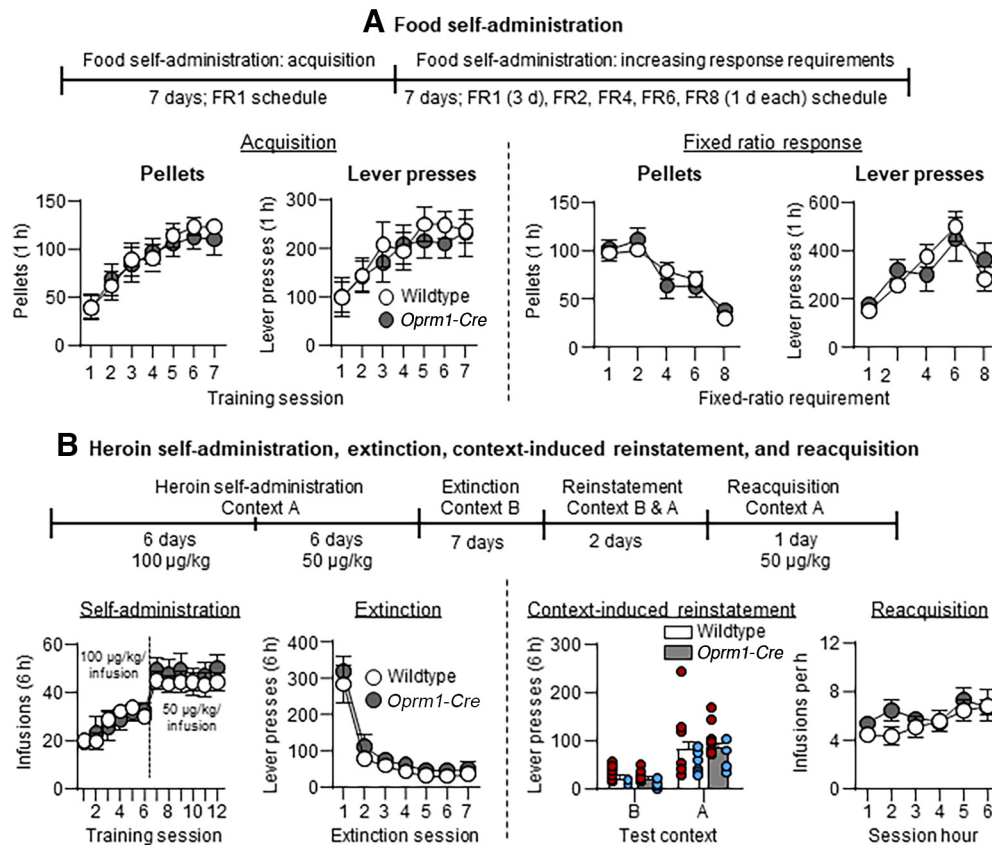 A Food self-administration
Food self-administration: acquisition
Food self-administration: increasing response requirements
7 days; FR1 schedule
7 days; FR1 (3 d), FR2, FR4, FR6, FR8 (1 d each) schedule
Acquisition
Pellets
Pellets (1 h)
150
100
50
0
1 2 3 4 5 6 7
Lever presses
Lever presses (1 h)
300
200
100
0
Wildtype
Oprm1-Cre
1 2 3 4 5 6 7
Training session
Fixed ratio response
Pellets
Pellets (1 h)
150
100
50
0
1 2 4 6 8
Lever presses
Lever presses (1 h)
600
400
200
0
1 2 4 6 8
Fixed-ratio requirement
B Heroin self-administration, extinction, context-induced reinstatement, and reacquisition
Heroin self-administration
Context A
Extinction
Context B
Reinstatement
Context B & A
Reacquisition
Context A
6 days
100 µg/kg
6 days
50 µg/kg
7 days
2 days
1 day
50 µg/kg
Self-administration
Infusions (6 h)
60
40
20
0
100 µg/kg/
infusion
50 µg/kg/
infusion
2 4 6 8 10 12
Training session
Extinction
Lever presses (6 h)
400
300
200
100
0
Wildtype
Oprm1-Cre
1 2 3 4 5 6 7
Extinction session
Context-induced reinstatement
Wildtype
Oprm1-Cre
Lever presses (6 h)
300
200
100
0
B A
Test context
Reacquisition
Infusions per h
12
8
4
0
1 2 3 4 5 6
Session hour